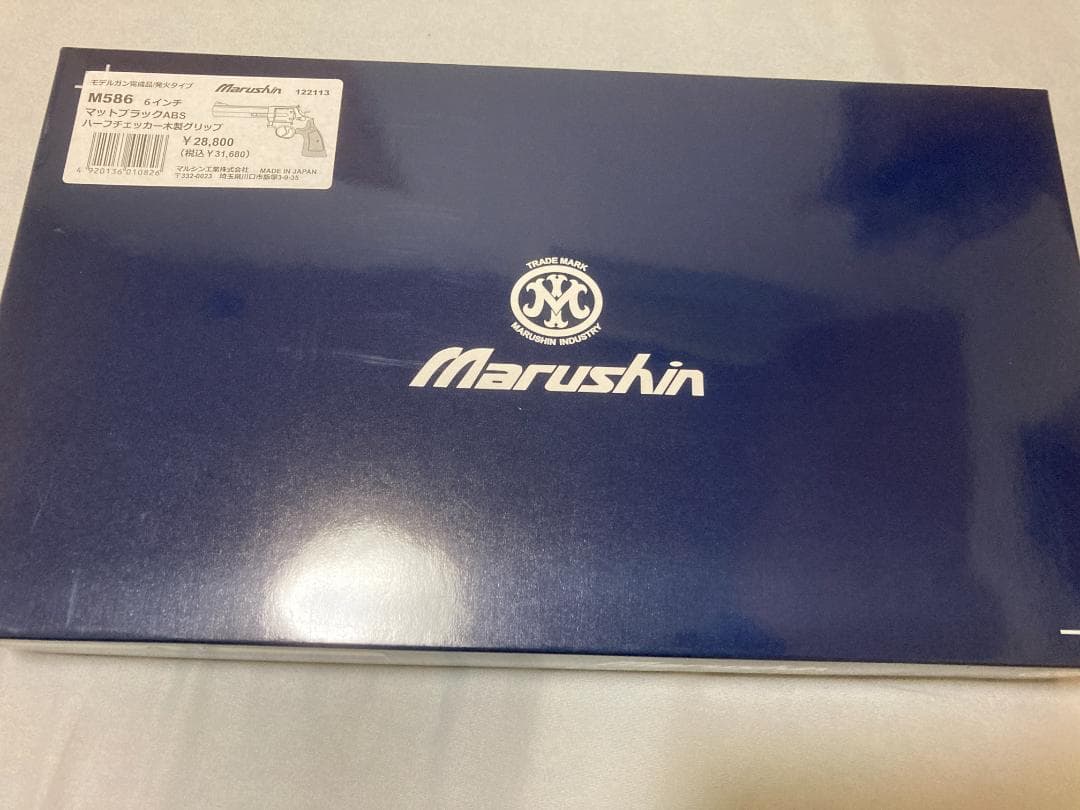 モデルガン完成品/発火タイプ
Marushin 122113
M586 6インチ
マットブラックABS
ハーフチェッカー木製グリップ
¥28,800
(税込¥31,680)
4 920136 010826
マルシン工業株式会社 MADE IN JAPAN
〒332-0023 埼玉県川口市飯塚3-9-35
TRADE MARK
M
MARUSHIN INDUSTRY
Marushin